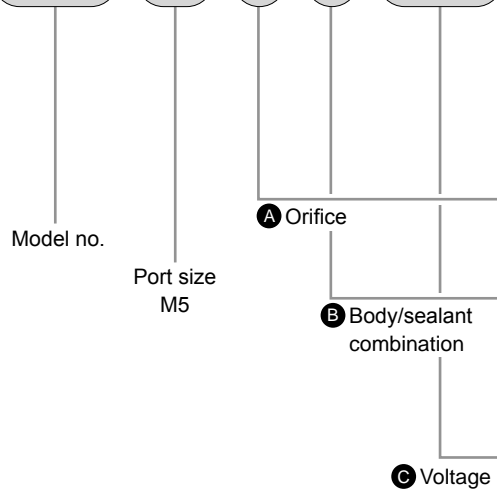 A Orifice
Model no.
Port size
M5
B Body/sealant
combination
C Voltage